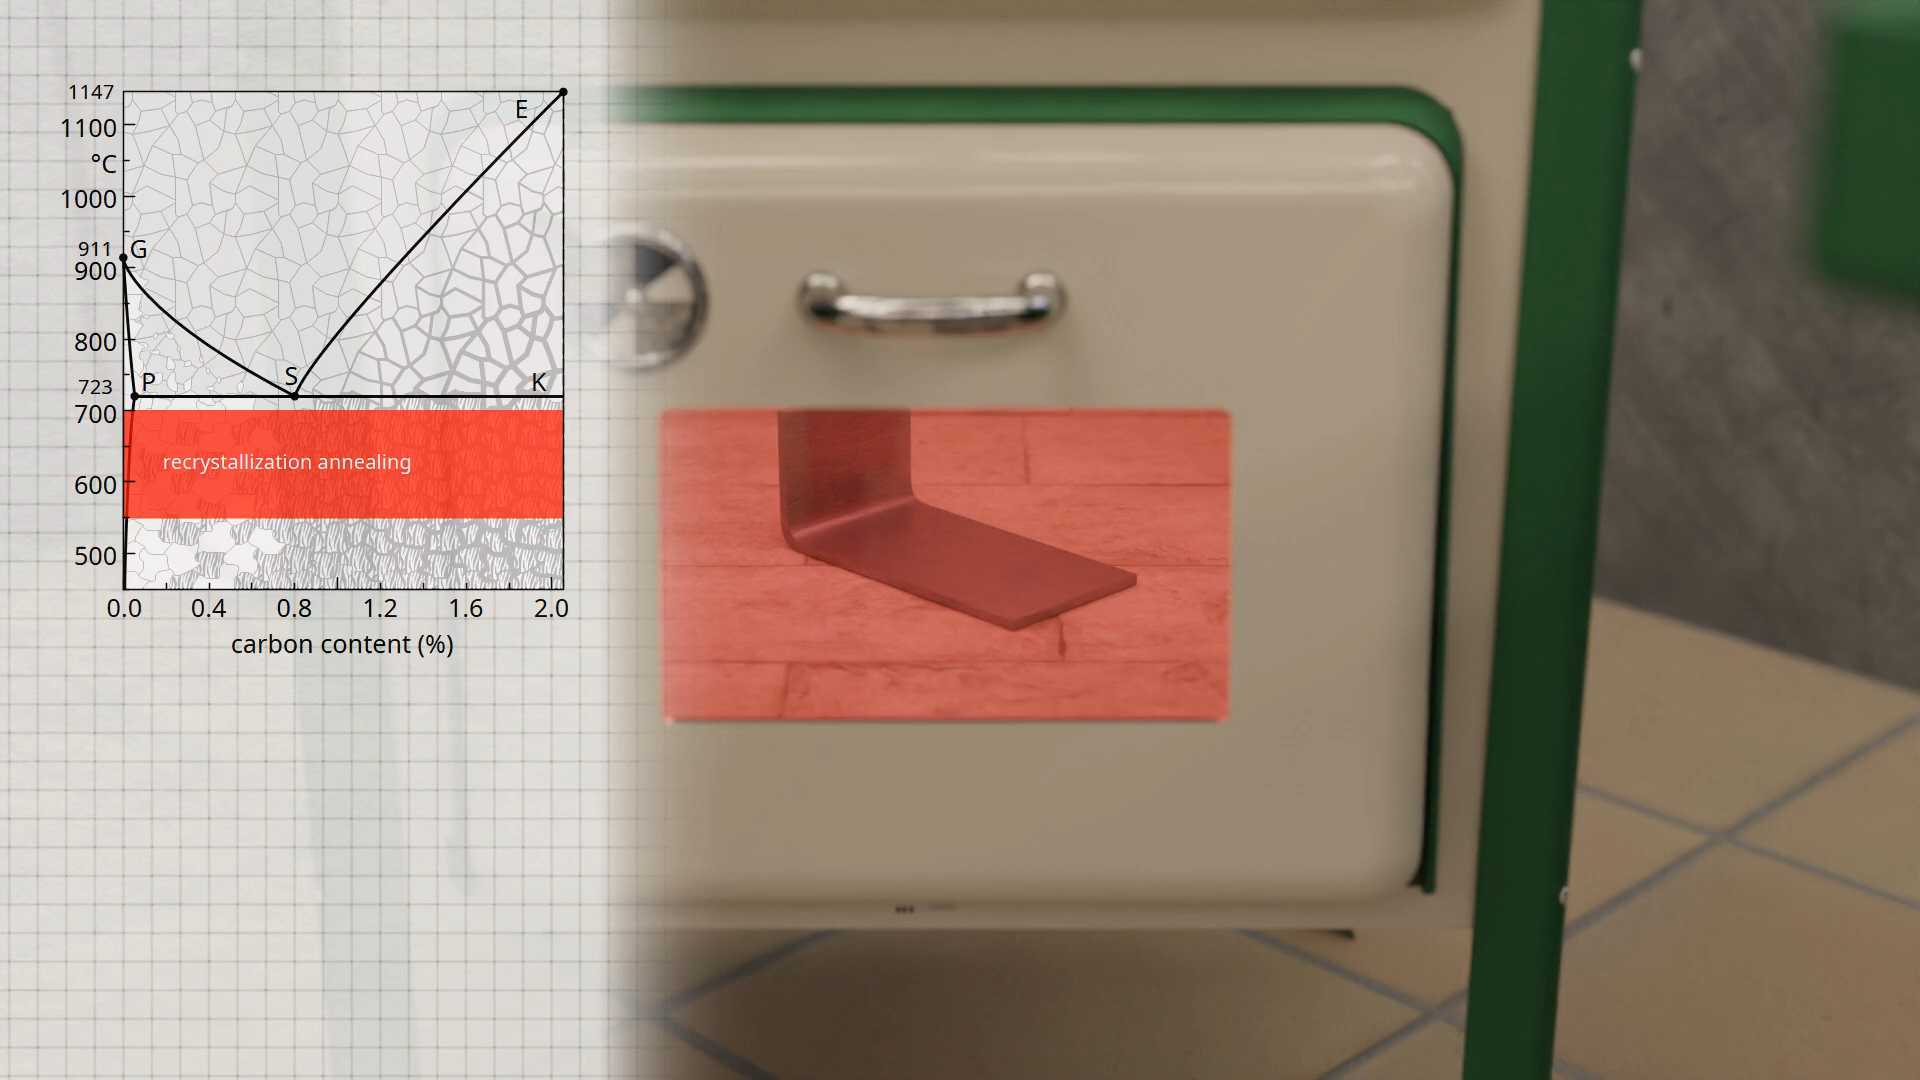 1147
E
1100
°C
1000
911
G
900
800
S
P
K
723
700
recrystallization annealing
600
500
0.0 0.4 0.8 1.2 1.6 2.0
carbon content (%)